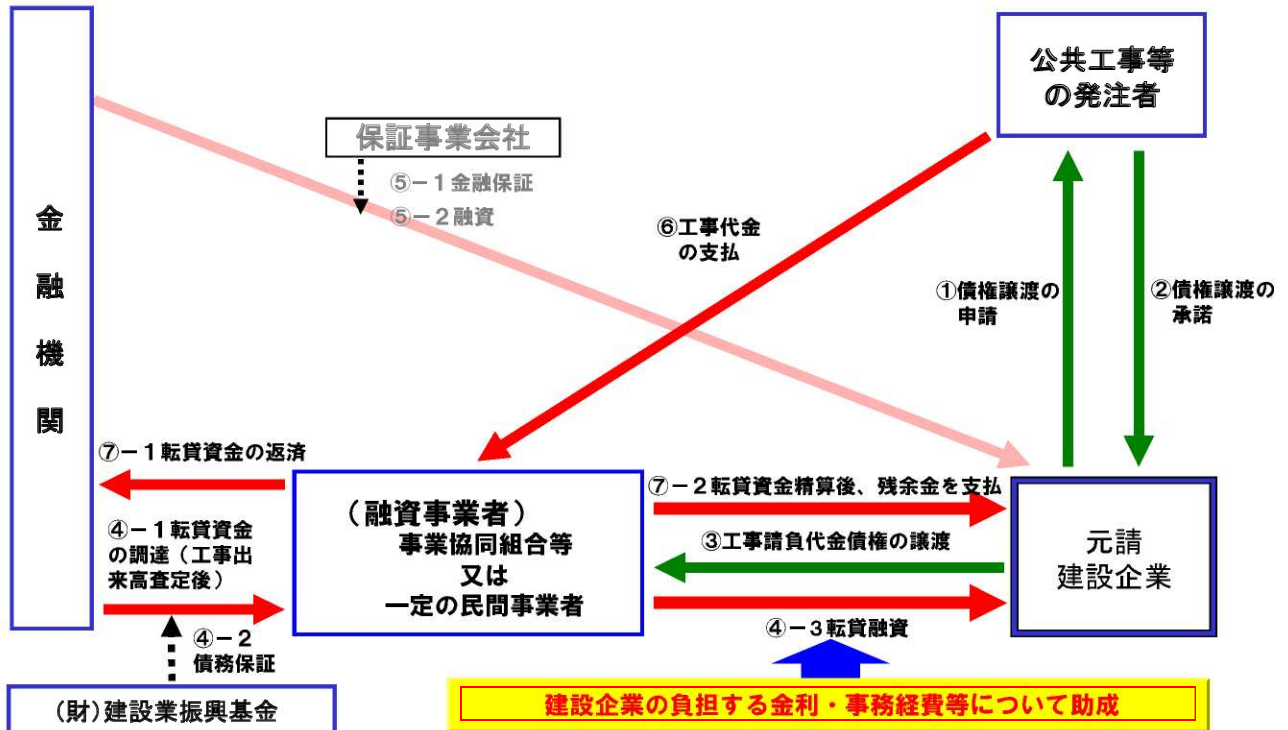 公共工事等
の発注者
保証事業会社
⑤−1金融保証
⑤−2融資
金
融
機
関
⑥工事代金
の支払
①債権譲渡の
申請
②債権譲渡の
承諾
⑦−1転貸資金の返済
④−1転貸資金
の調達（工事出
来高査定後）
④−2
債務保証
（融資事業者）
事業協同組合等
又は
一定の民間事業者
⑦−2転貸資金精算後、残余金を支払
③工事請負代金債権の譲渡
④−3転貸融資
元請
建設企業
(財)建設業振興基金
建設企業の負担する金利・事務経費等について助成